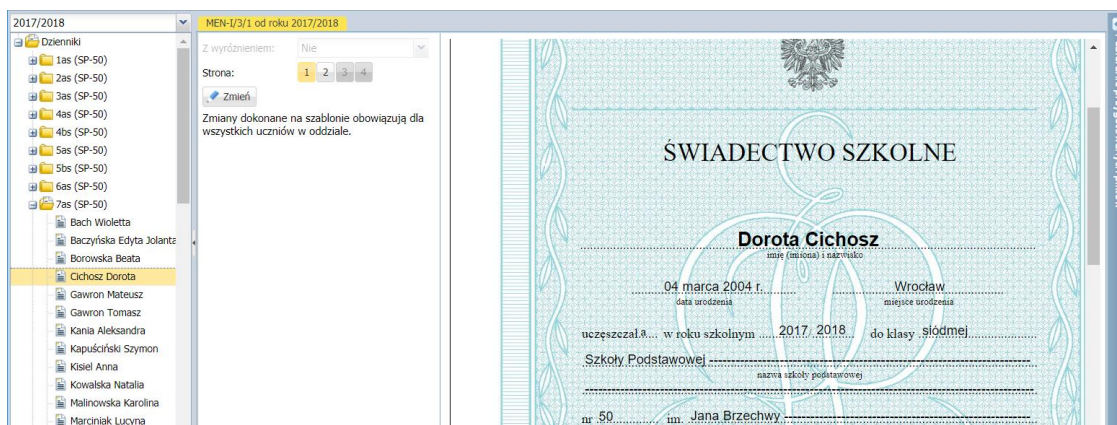 2017/2018
MEN-I/3/1 od roku 2017/2018
Dzienniki
1as (SP-50)
2as (SP-50)
3as (SP-50)
4as (SP-50)
4bs (SP-50)
5as (SP-50)
5bs (SP-50)
6as (SP-50)
7as (SP-50)
Bach Wioletta
Baczyńska Edyta Jolanta
Borowska Beata
Cichosz Dorota
Gawron Mateusz
Gawron Tomasz
Kania Aleksandra
Kapuściński Szymon
Kisiel Anna
Kowalska Natalia
Malinowska Karolina
Marciniak Lucyna
Z wyróżnieniem: Nie
Strona: 1 2 3 4
Zmień
Zmiany dokonane na szablonie obowiązują dla
wszystkich uczniów w oddziale.
ŚWIADECTWO SZKOLNE
Dorota Cichosz
imię (imiona) i nazwisko
04 marca 2004 r. Wrocław
data urodzenia miejsce urodzenia
uczęszczał.a.... w roku szkolnym ......2017/ 2018...... do klasy .siódmej
Szkoły Podstawowej
nazwa szkoły podstawowej
nr .50............. im. Jana Brzechwy